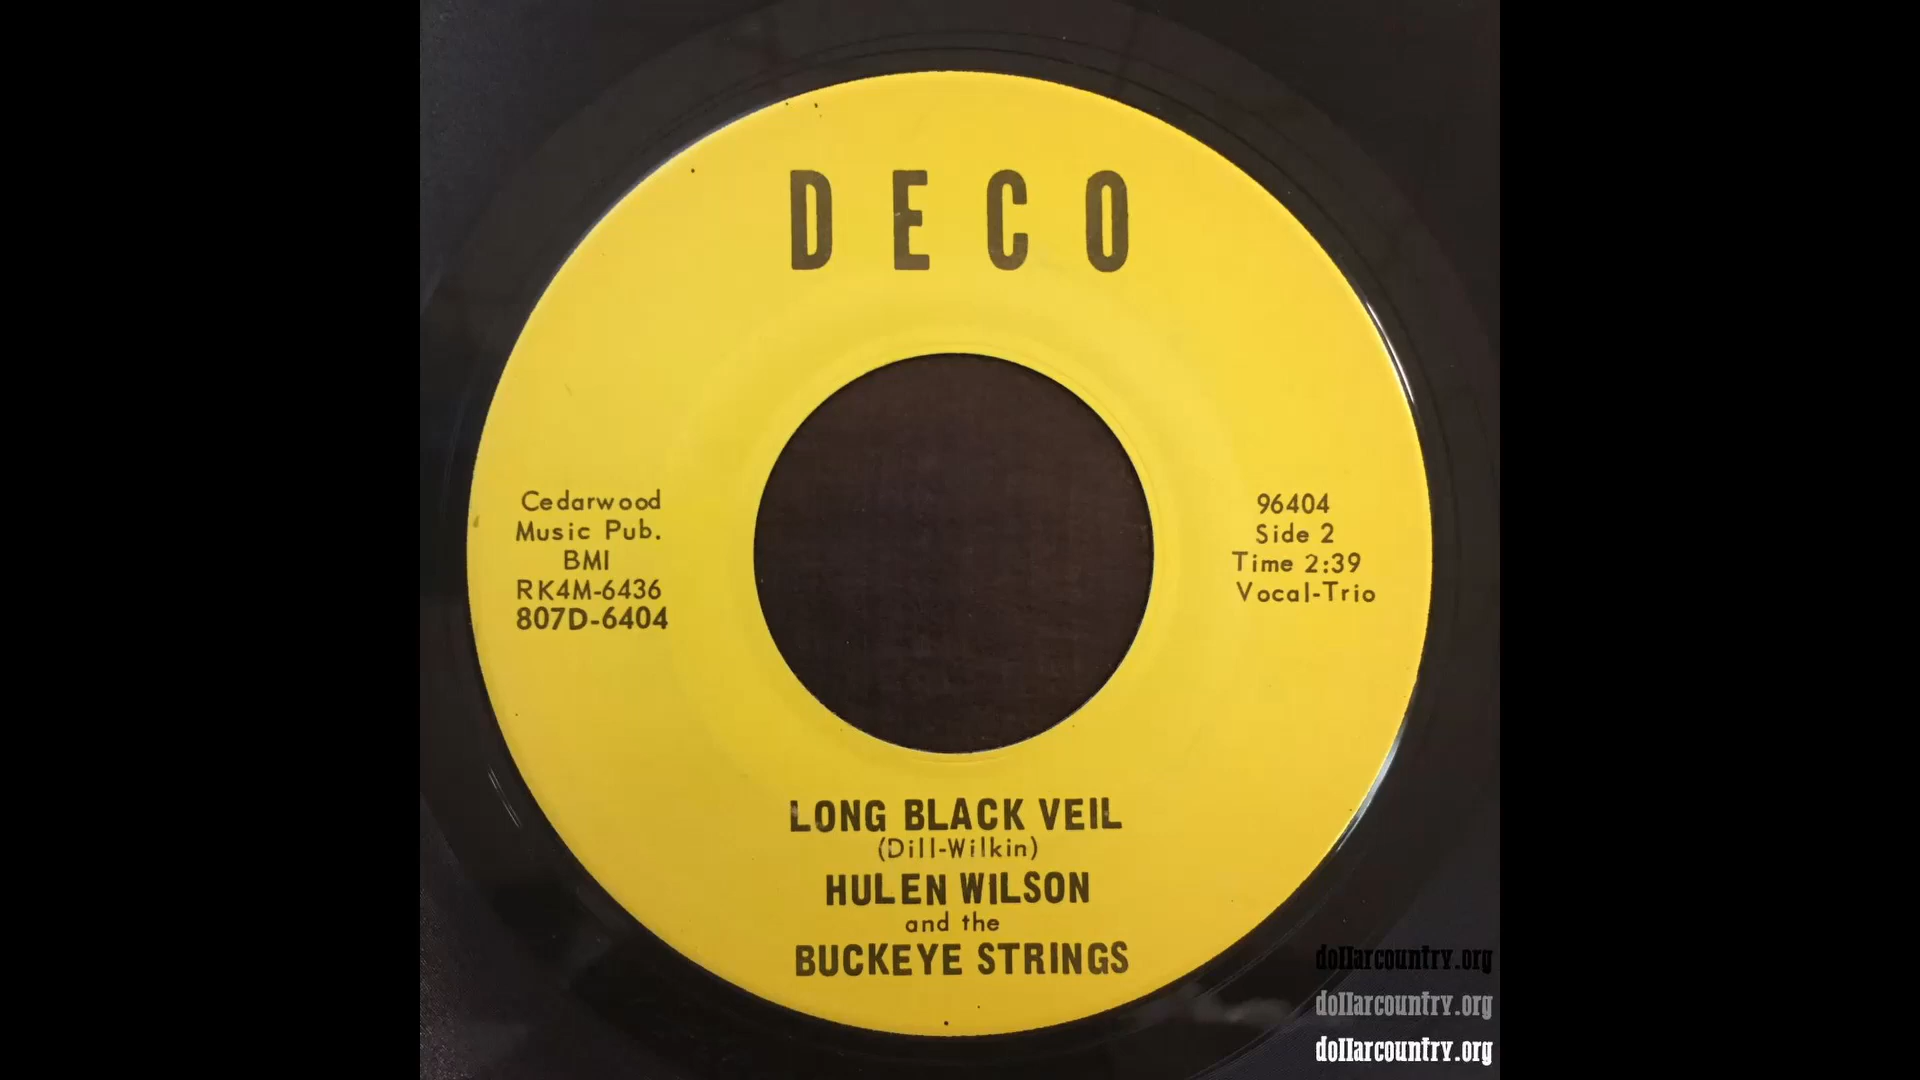 DECO
Cedarwood
Music Pub.
BMI
RK4M-6436
807D-6404
96404
Side 2
Time 2:39
Vocal-Trio
LONG BLACK VEIL
(Dill-Wilkin)
HULEN WILSON
and the
BUCKEYE STRINGS
dollarcountry.org
dollarcountry.org
dollarcountry.org